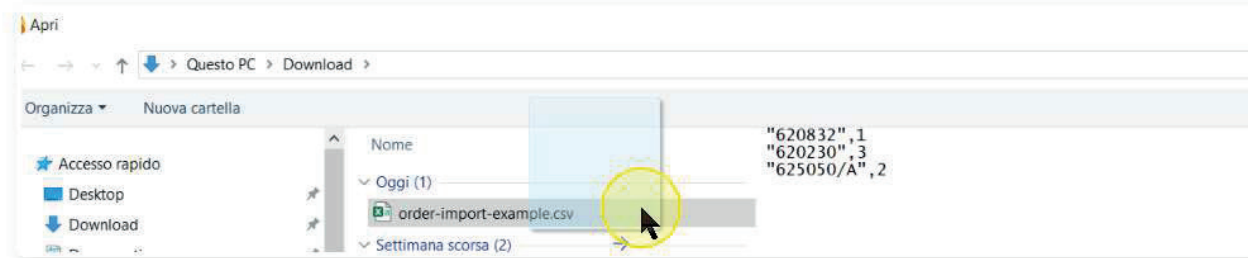 Apri
Questo PC > Download >
Organizza Nuova cartella
Nome
"620832",1
"620230",3
"625050/A",2
Accesso rapido
Oggi (1)
Desktop
order-import-example.csv
Download
Settimana scorsa (2)